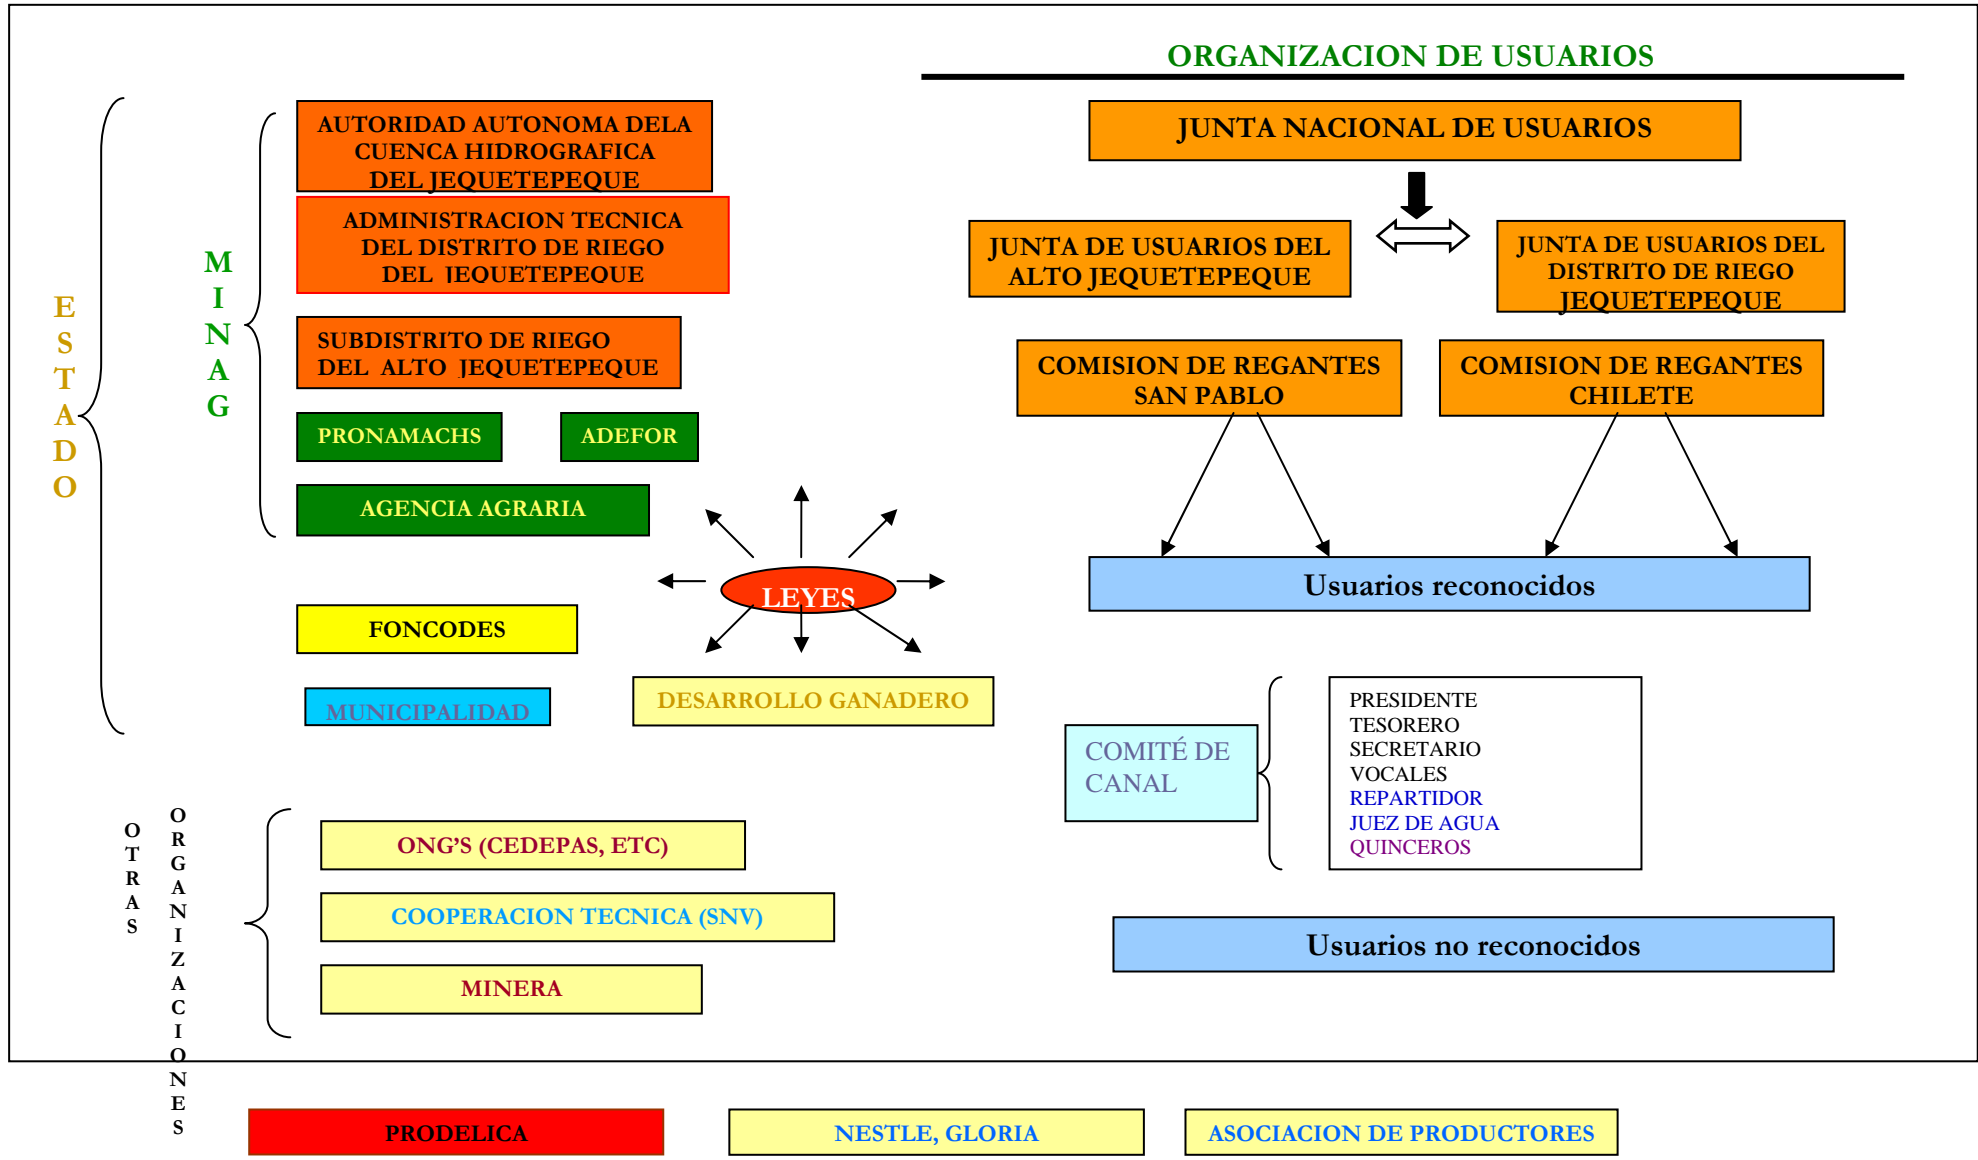 ORGANIZACION DE USUARIOS
ESTADO
MINAG
AUTORIDAD AUTONOMA DELA
CUENCA HIDROGRAFICA
DEL JEQUETEPEQUE
ADMINISTRACION TECNICA
DEL DISTRITO DE RIEGO
DEL JEQUETEPEQUE
SUBDISTRITO DE RIEGO
DEL ALTO JEQUETEPEQUE
PRONAMACHS
ADEFOR
AGENCIA AGRARIA
FONCODES
MUNICIPALIDAD
LEYES
DESARROLLO GANADERO
JUNTA NACIONAL DE USUARIOS
JUNTA DE USUARIOS DEL
ALTO JEQUETEPEQUE
JUNTA DE USUARIOS DEL
DISTRITO DE RIEGO
JEQUETEPEQUE
COMISION DE REGANTES
SAN PABLO
COMISION DE REGANTES
CHILETE
Usuarios reconocidos
COMITÉ DE
CANAL
PRESIDENTE
TESORERO
SECRETARIO
VOCALES
REPARTIDOR
JUEZ DE AGUA
QUINCEROS
Usuarios no reconocidos
OTRAS
ORGANIZACIONES
ONG'S (CEDEPAS, ETC)
COOPERACION TECNICA (SNV)
MINERA
PRODELICA
NESTLE, GLORIA
ASOCIACION DE PRODUCTORES